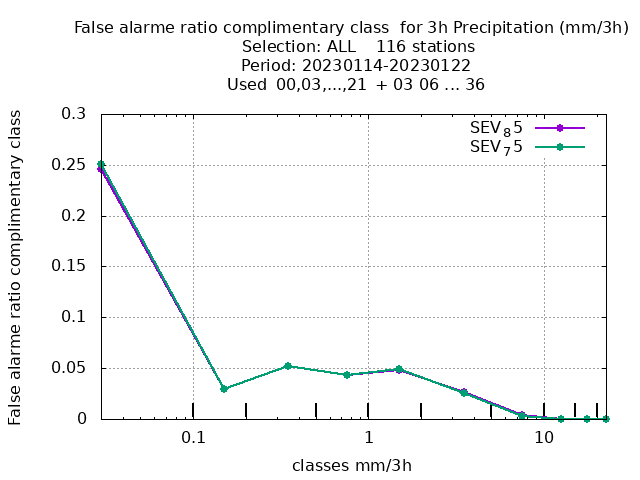 False alarme ratio complimentary class  for 3h Precipitation (mm/3h)
Selection: ALL    116 stations
Period: 20230114-20230122
Used  00,03,...,21  + 03 06 ... 36
False alarme ratio complimentary class
0.3
0.25
0.2
0.15
0.1
0.05
0
SEV₈5
SEV₇5
0.1
1
10
classes mm/3h